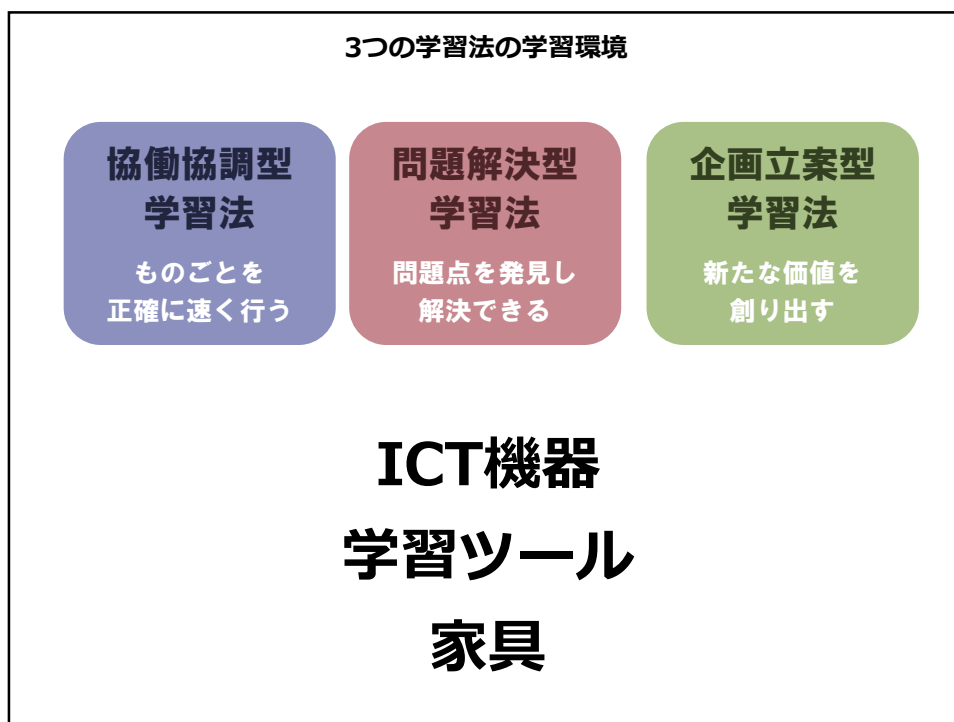 3つの学習法の学習環境
協働協調型
学習法
ものごとを
正確に速く行う
問題解決型
学習法
問題点を発見し
解決できる
企画立案型
学習法
新たな価値を
創り出す
ICT機器
学習ツール
家具